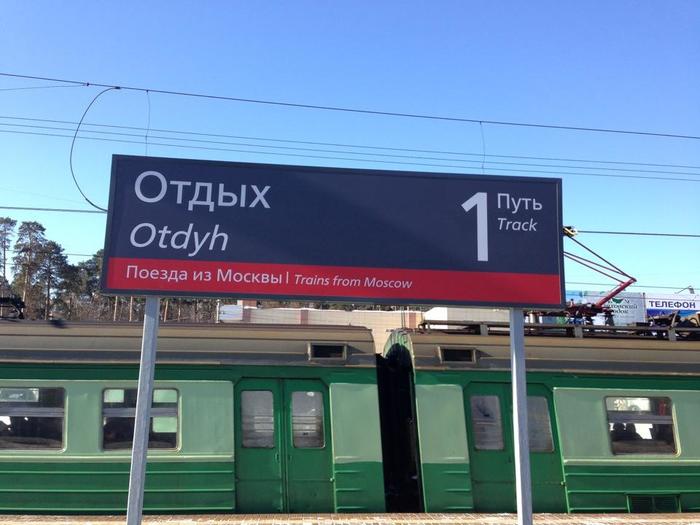 Отдых
Otdyh
1 Путь
Track
Поезда из Москвы | Trains from Moscow
ТЕЛЕФОН